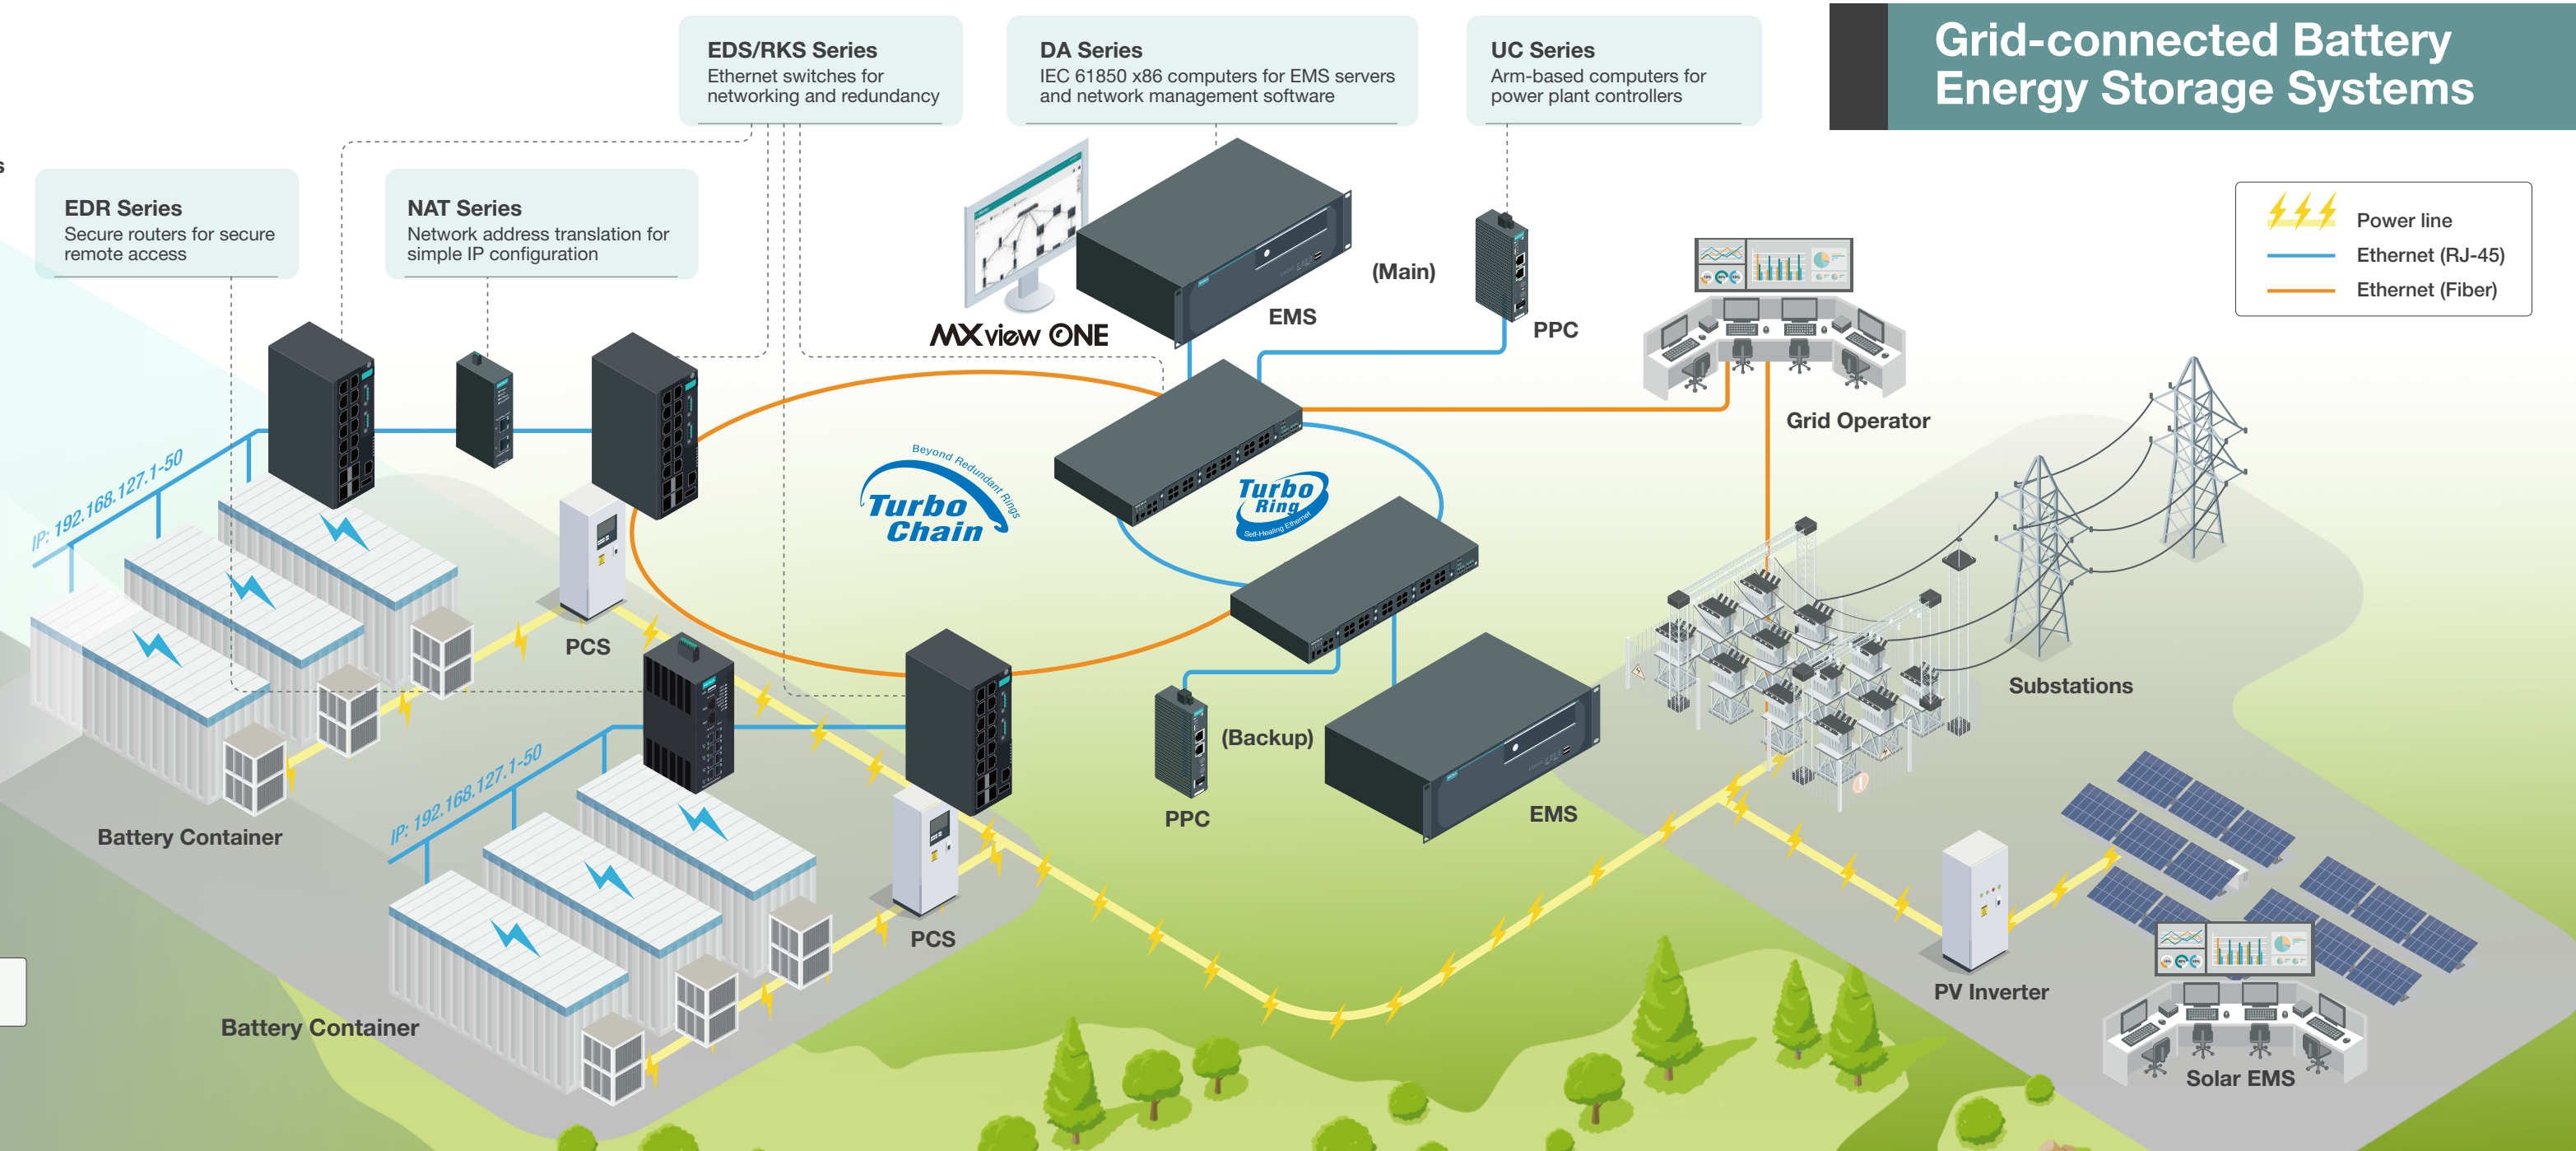 Grid-connected Battery
Energy Storage Systems
EDS/RKS Series
Ethernet switches for
networking and redundancy
DA Series
IEC 61850 x86 computers for EMS servers
and network management software
UC Series
Arm-based computers for
power plant controllers
s
EDR Series
Secure routers for secure
remote access
NAT Series
Network address translation for
simple IP configuration
Power line
Ethernet (RJ-45)
Ethernet (Fiber)
(Main)
EMS
MXview ONE
PPC
Grid Operator
IP: 192.168.127.1-50
Beyond Redundant Rings
Turbo
Chain
Turbo
Ring
Self-Healing Ethernet
PCS
Substations
(Backup)
IP: 192.168.127.1-50
PPC
EMS
Battery Container
PCS
PV Inverter
Battery Container
Solar EMS